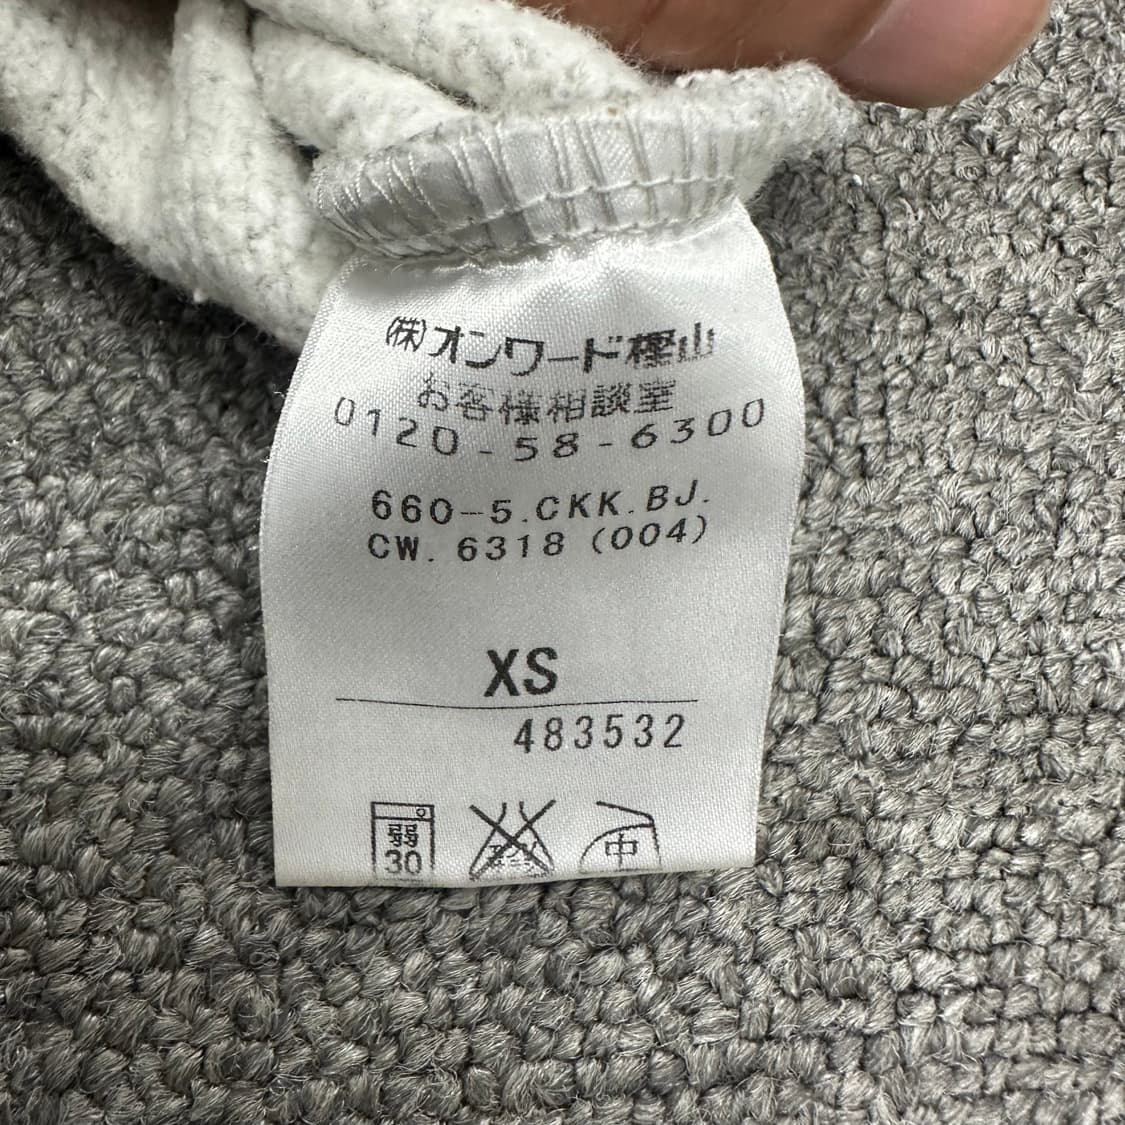 (株)オンワード樫山
お客様相談室
0120-58-6300
660-5.CKK.BJ.
CW. 6318 (004)
XS
483532
弱 中
30